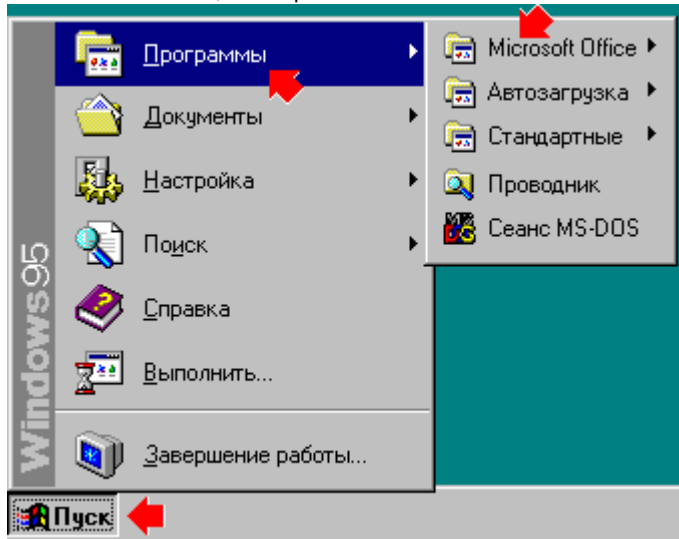 Программы
Документы
Настройка
Поиск
Справка
Выполнить...
Завершение работы...
Windows95
Microsoft Office
Автозагрузка
Стандартные
Проводник
Сеанс MS-DOS
Пуск